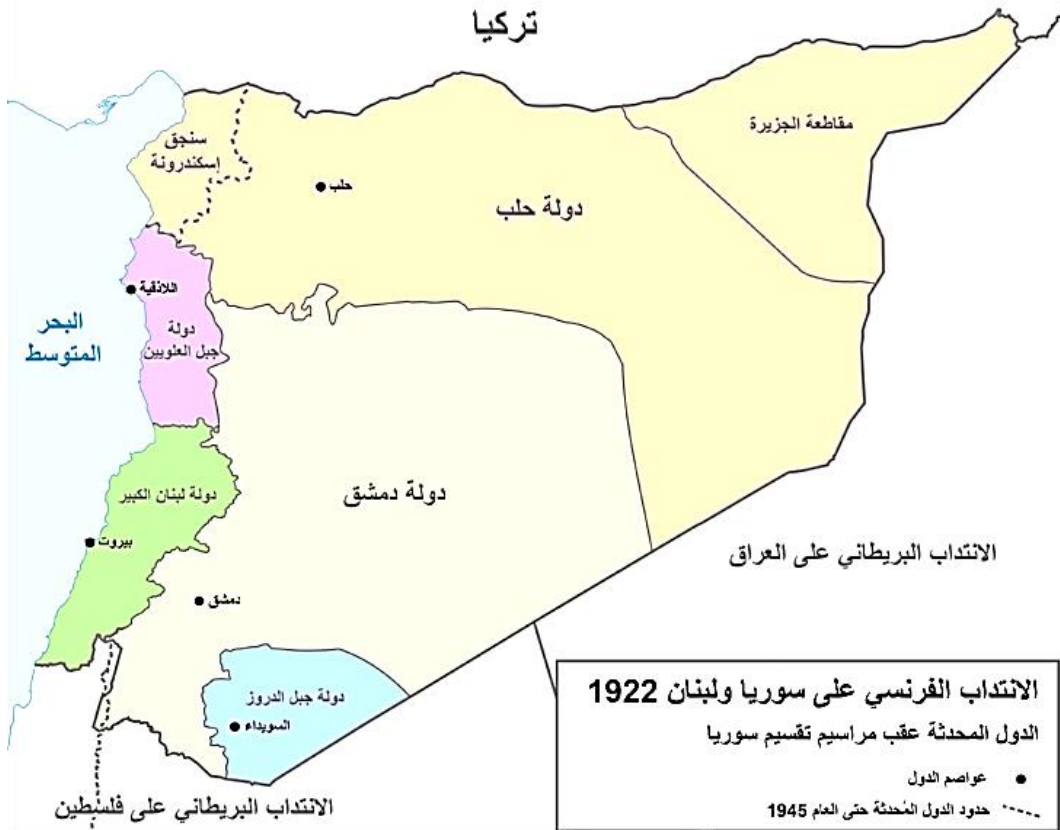 تركيا
مقاطعة الجزيرة
سنجق
إسكندرونة
حلب
دولة حلب
اللاذقية
دولة
جبل العلويين
البحر
المتوسط
دولة لبنان الكبير
دولة دمشق
بيروت
الانتداب البريطاني على العراق
دمشق
دولة جبل الدروز
السويداء
الانتداب البريطاني على فلسطين
الانتداب الفرنسي على سوريا ولبنان 1922
الدول المحدثة عقب مراسيم تقسيم سوريا
عواصم الدول
حدود الدول المُحدثة حتى العام 1945